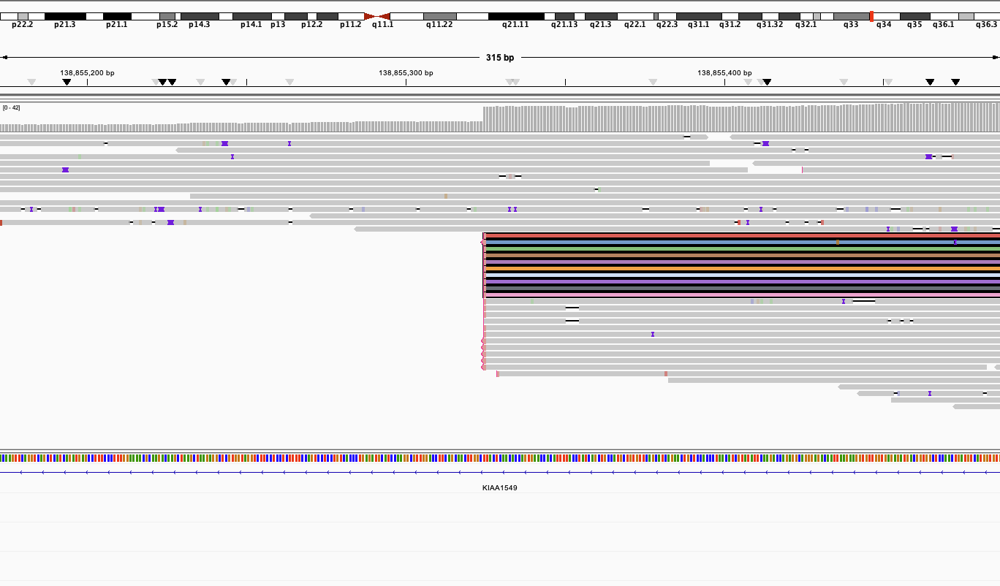 p22.2 p21.3 p21.1 p15.2 p14.3 p14.1 p13 p12.2 p11.2 q11.1 q11.22 q21.11 q21.13 q21.3 q22.1 q22.3 q31.1 q31.2 q31.32 q32.1 q33 q34 q35 q36.1 q36.3
315 bp
138,855,200 bp 138,855,300 bp 138,855,400 bp
[0 - 42]
KIAA1549